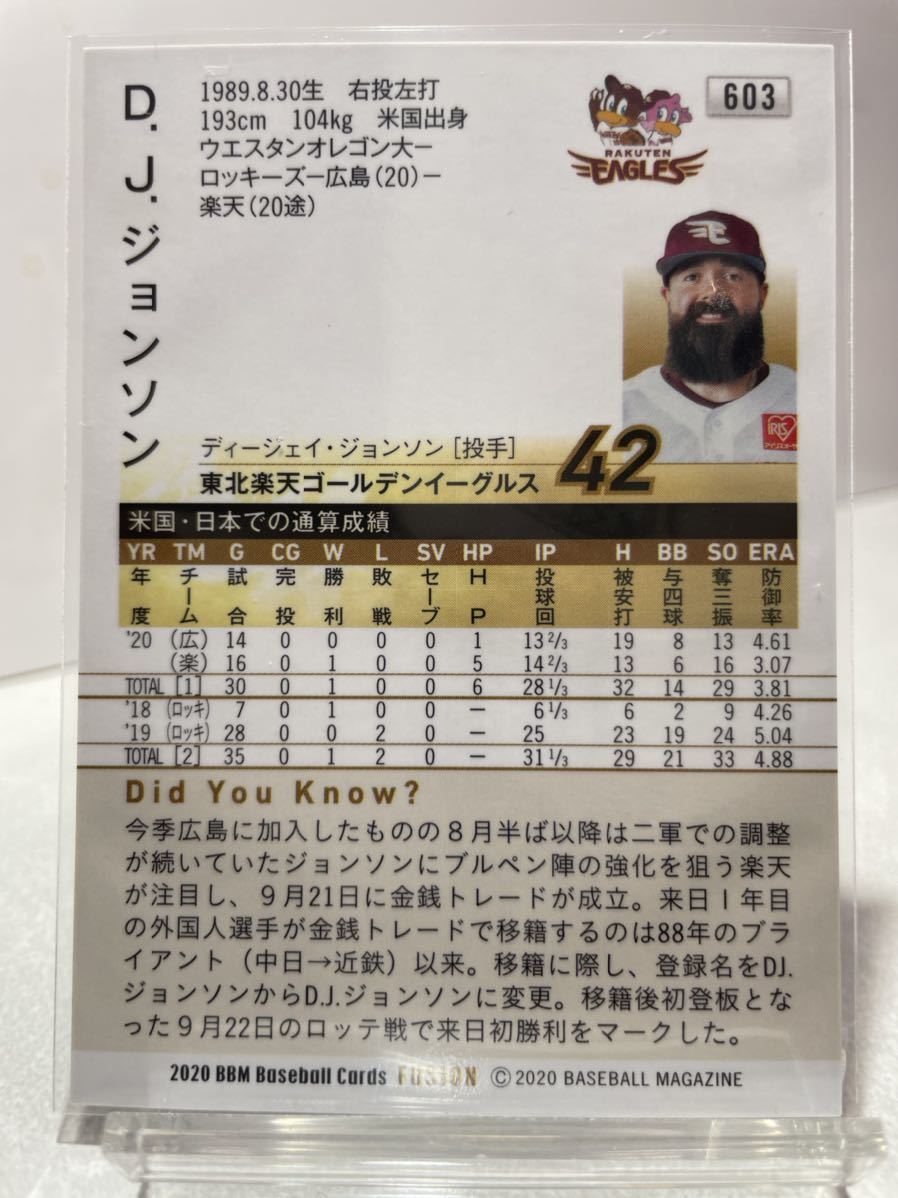 D.J.ジョンソン
1989.8.30生　右投左打
193cm　104kg　米国出身
ウエスタンオレゴン大ー
ロッキーズー広島(20)ー
楽天(20途)
RAKUTEN
EAGLES
603
IRIS
アイリスオーヤマ
ディージェイ・ジョンソン［投手］
東北楽天ゴールデンイーグルス
42
米国・日本での通算成績
YR TM G CG W L SV HP IP H BB SO ERA
年度 チーム 試合 完投 勝利 敗戦 セーブ HP 投球回 被安打 与四球 奪三振 防御率
'20 (広) 14 0 0 0 0 1 13 2/3 19 8 13 4.61
(楽) 16 0 1 0 0 5 14 2/3 13 6 16 3.07
TOTAL [1] 30 0 1 0 0 6 28 1/3 32 14 29 3.81
'18 (ロッキ) 7 0 1 0 0 － 6 1/3 6 2 9 4.26
'19 (ロッキ) 28 0 0 2 0 － 25 23 19 24 5.04
TOTAL [2] 35 0 1 2 0 － 31 1/3 29 21 33 4.88
Did You Know?
今季広島に加入したものの8月半ば以降は二軍での調整
が続いていたジョンソンにブルペン陣の強化を狙う楽天
が注目し、9月21日に金銭トレードが成立。来日1年目
の外国人選手が金銭トレードで移籍するのは88年のブラ
イアント（中日→近鉄）以来。移籍に際し、登録名をDJ.
ジョンソンからD.J.ジョンソンに変更。移籍後初登板とな
った9月22日のロッテ戦で来日初勝利をマークした。
2020 BBM Baseball Cards FUSION ©2020 BASEBALL MAGAZINE